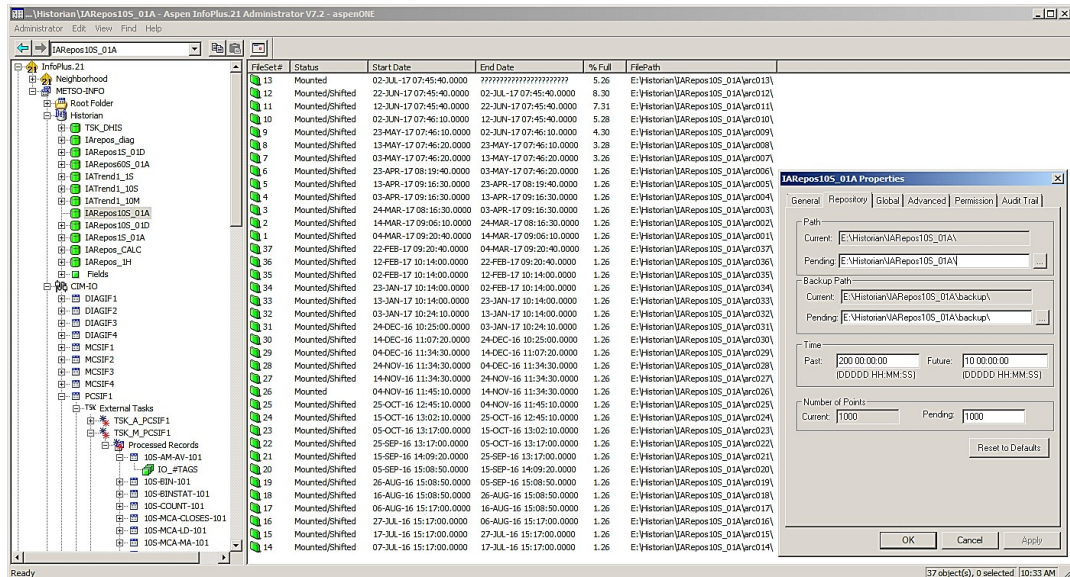 ...\Historian\IARepos10S_01A - Aspen InfoPlus.21 Administrator V7.2 - aspenONE
Administrator Edit View Find Help
IARepos10S_01A
InfoPlus.21
Neighborhood
METSO-INFO
Root Folder
Historian
TSK_DHIS
IArepos_diag
IARepos1S_01D
IARepos60S_01A
IATrend1_1S
IATrend1_10S
IATrend1_10M
IARepos10S_01A
IARepos10S_01D
IARepos1S_01A
IARepos_CALC
IARepos_1H
Fields
CIM-IO
DIAGIF1
DIAGIF2
DIAGIF3
DIAGIF4
MCSIF1
MCSIF2
MCSIF3
MCSIF4
PCSIF1
TSK External Tasks
TSK_A_PCSIF1
TSK_M_PCSIF1
Processed Records
10S-AM-AV-101
IO_#TAGS
10S-BIN-101
10S-BINSTAT-101
10S-COUNT-101
10S-MCA-CLOSES-101
10S-MCA-LD-101
10S-MCA-MA-101
FileSet# Status Start Date End Date % Full FilePath
13 Mounted 02-JUL-17 07:45:40.0000 ??????????????????????? 5.26 E:\Historian\IARepos10S_01A\arc013\
12 Mounted/Shifted 22-JUN-17 07:45:40.0000 02-JUL-17 07:45:40.0000 8.30 E:\Historian\IARepos10S_01A\arc012\
11 Mounted/Shifted 12-JUN-17 07:45:40.0000 22-JUN-17 07:45:40.0000 7.31 E:\Historian\IARepos10S_01A\arc011\
10 Mounted/Shifted 02-JUN-17 07:46:10.0000 12-JUN-17 07:45:40.0000 5.28 E:\Historian\IARepos10S_01A\arc010\
9 Mounted/Shifted 23-MAY-17 07:46:10.0000 02-JUN-17 07:46:10.0000 4.30 E:\Historian\IARepos10S_01A\arc009\
8 Mounted/Shifted 13-MAY-17 07:46:20.0000 23-MAY-17 07:46:10.0000 3.28 E:\Historian\IARepos10S_01A\arc008\
7 Mounted/Shifted 03-MAY-17 07:46:20.0000 13-MAY-17 07:46:20.0000 3.26 E:\Historian\IARepos10S_01A\arc007\
6 Mounted/Shifted 23-APR-17 08:19:40.0000 03-MAY-17 07:46:20.0000 1.26 E:\Historian\IARepos10S_01A\arc006\
5 Mounted/Shifted 13-APR-17 09:16:30.0000 23-APR-17 08:19:40.0000 1.26 E:\Historian\IARepos10S_01A\arc005\
4 Mounted/Shifted 03-APR-17 09:16:30.0000 13-APR-17 09:16:30.0000 1.26 E:\Historian\IARepos10S_01A\arc004\
3 Mounted/Shifted 24-MAR-17 08:16:30.0000 03-APR-17 09:16:30.0000 1.26 E:\Historian\IARepos10S_01A\arc003\
2 Mounted/Shifted 14-MAR-17 09:06:10.0000 24-MAR-17 08:16:30.0000 1.26 E:\Historian\IARepos10S_01A\arc002\
1 Mounted/Shifted 04-MAR-17 09:20:40.0000 14-MAR-17 09:06:10.0000 1.26 E:\Historian\IARepos10S_01A\arc001\
37 Mounted/Shifted 22-FEB-17 09:20:40.0000 04-MAR-17 09:20:40.0000 1.26 E:\Historian\IARepos10S_01A\arc037\
36 Mounted/Shifted 12-FEB-17 10:14:00.0000 22-FEB-17 09:20:40.0000 1.26 E:\Historian\IARepos10S_01A\arc036\
35 Mounted/Shifted 02-FEB-17 10:14:00.0000 12-FEB-17 10:14:00.0000 1.26 E:\Historian\IARepos10S_01A\arc035\
34 Mounted/Shifted 23-JAN-17 10:14:00.0000 02-FEB-17 10:14:00.0000 1.26 E:\Historian\IARepos10S_01A\arc034\
33 Mounted/Shifted 13-JAN-17 10:14:00.0000 23-JAN-17 10:14:00.0000 1.26 E:\Historian\IARepos10S_01A\arc033\
32 Mounted/Shifted 03-JAN-17 10:24:10.0000 13-JAN-17 10:14:00.0000 1.26 E:\Historian\IARepos10S_01A\arc032\
31 Mounted/Shifted 24-DEC-16 10:25:00.0000 03-JAN-17 10:24:10.0000 1.26 E:\Historian\IARepos10S_01A\arc031\
30 Mounted/Shifted 14-DEC-16 11:07:20.0000 24-DEC-16 10:25:00.0000 1.26 E:\Historian\IARepos10S_01A\arc030\
29 Mounted/Shifted 04-DEC-16 11:34:30.0000 14-DEC-16 11:07:20.0000 1.26 E:\Historian\IARepos10S_01A\arc029\
28 Mounted/Shifted 24-NOV-16 11:34:30.0000 04-DEC-16 11:34:30.0000 1.26 E:\Historian\IARepos10S_01A\arc028\
27 Mounted/Shifted 14-NOV-16 11:34:30.0000 24-NOV-16 11:34:30.0000 1.26 E:\Historian\IARepos10S_01A\arc027\
26 Mounted 04-NOV-16 11:45:10.0000 14-NOV-16 11:34:30.0000 1.26 E:\Historian\IARepos10S_01A\arc026\
25 Mounted/Shifted 25-OCT-16 12:45:10.0000 04-NOV-16 11:45:10.0000 1.26 E:\Historian\IARepos10S_01A\arc025\
24 Mounted/Shifted 15-OCT-16 13:02:10.0000 25-OCT-16 12:45:10.0000 1.26 E:\Historian\IARepos10S_01A\arc024\
23 Mounted/Shifted 05-OCT-16 13:17:00.0000 15-OCT-16 13:02:10.0000 1.26 E:\Historian\IARepos10S_01A\arc023\
22 Mounted/Shifted 25-SEP-16 13:17:00.0000 05-OCT-16 13:17:00.0000 1.26 E:\Historian\IARepos10S_01A\arc022\
21 Mounted/Shifted 15-SEP-16 14:09:20.0000 25-SEP-16 13:17:00.0000 1.26 E:\Historian\IARepos10S_01A\arc021\
20 Mounted/Shifted 05-SEP-16 15:08:50.0000 15-SEP-16 14:09:20.0000 1.26 E:\Historian\IARepos10S_01A\arc020\
19 Mounted/Shifted 26-AUG-16 15:08:50.0000 05-SEP-16 15:08:50.0000 1.26 E:\Historian\IARepos10S_01A\arc019\
18 Mounted/Shifted 16-AUG-16 15:08:50.0000 26-AUG-16 15:08:50.0000 1.26 E:\Historian\IARepos10S_01A\arc018\
17 Mounted/Shifted 06-AUG-16 15:17:00.0000 16-AUG-16 15:08:50.0000 1.26 E:\Historian\IARepos10S_01A\arc017\
16 Mounted/Shifted 27-JUL-16 15:17:00.0000 06-AUG-16 15:17:00.0000 1.26 E:\Historian\IARepos10S_01A\arc016\
15 Mounted/Shifted 17-JUL-16 15:17:00.0000 27-JUL-16 15:17:00.0000 1.26 E:\Historian\IARepos10S_01A\arc015\
14 Mounted/Shifted 07-JUL-16 15:17:00.0000 17-JUL-16 15:17:00.0000 1.26 E:\Historian\IARepos10S_01A\arc014\
IARepos10S_01A Properties
General Repository Global Advanced Permission Audit Trail
Path
Current: E:\Historian\IARepos10S_01A\
Pending: E:\Historian\IARepos10S_01A\ ...
Backup Path
Current: E:\Historian\IARepos10S_01A\backup\
Pending: E:\Historian\IARepos10S_01A\backup\ ...
Time
Past: 200 00:00:00 Future: 10 00:00:00
(DDDDD HH:MM:SS) (DDDDD HH:MM:SS)
Number of Points
Current: 1000 Pending: 1000
Reset to Defaults
OK Cancel Apply
Ready 37 object(s), 0 selected 10:33 AM